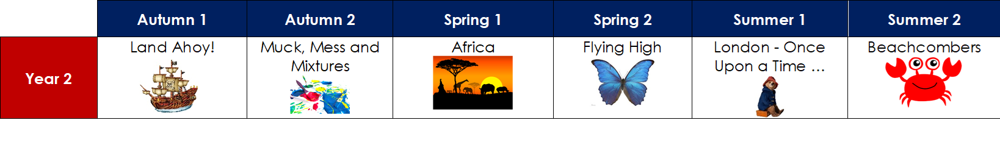 Autumn 1
Autumn 2
Spring 1
Spring 2
Summer 1
Summer 2
Year 2
Land Ahoy!
Muck, Mess and
Mixtures
Africa
Flying High
London - Once
Upon a Time ...
Beachcombers